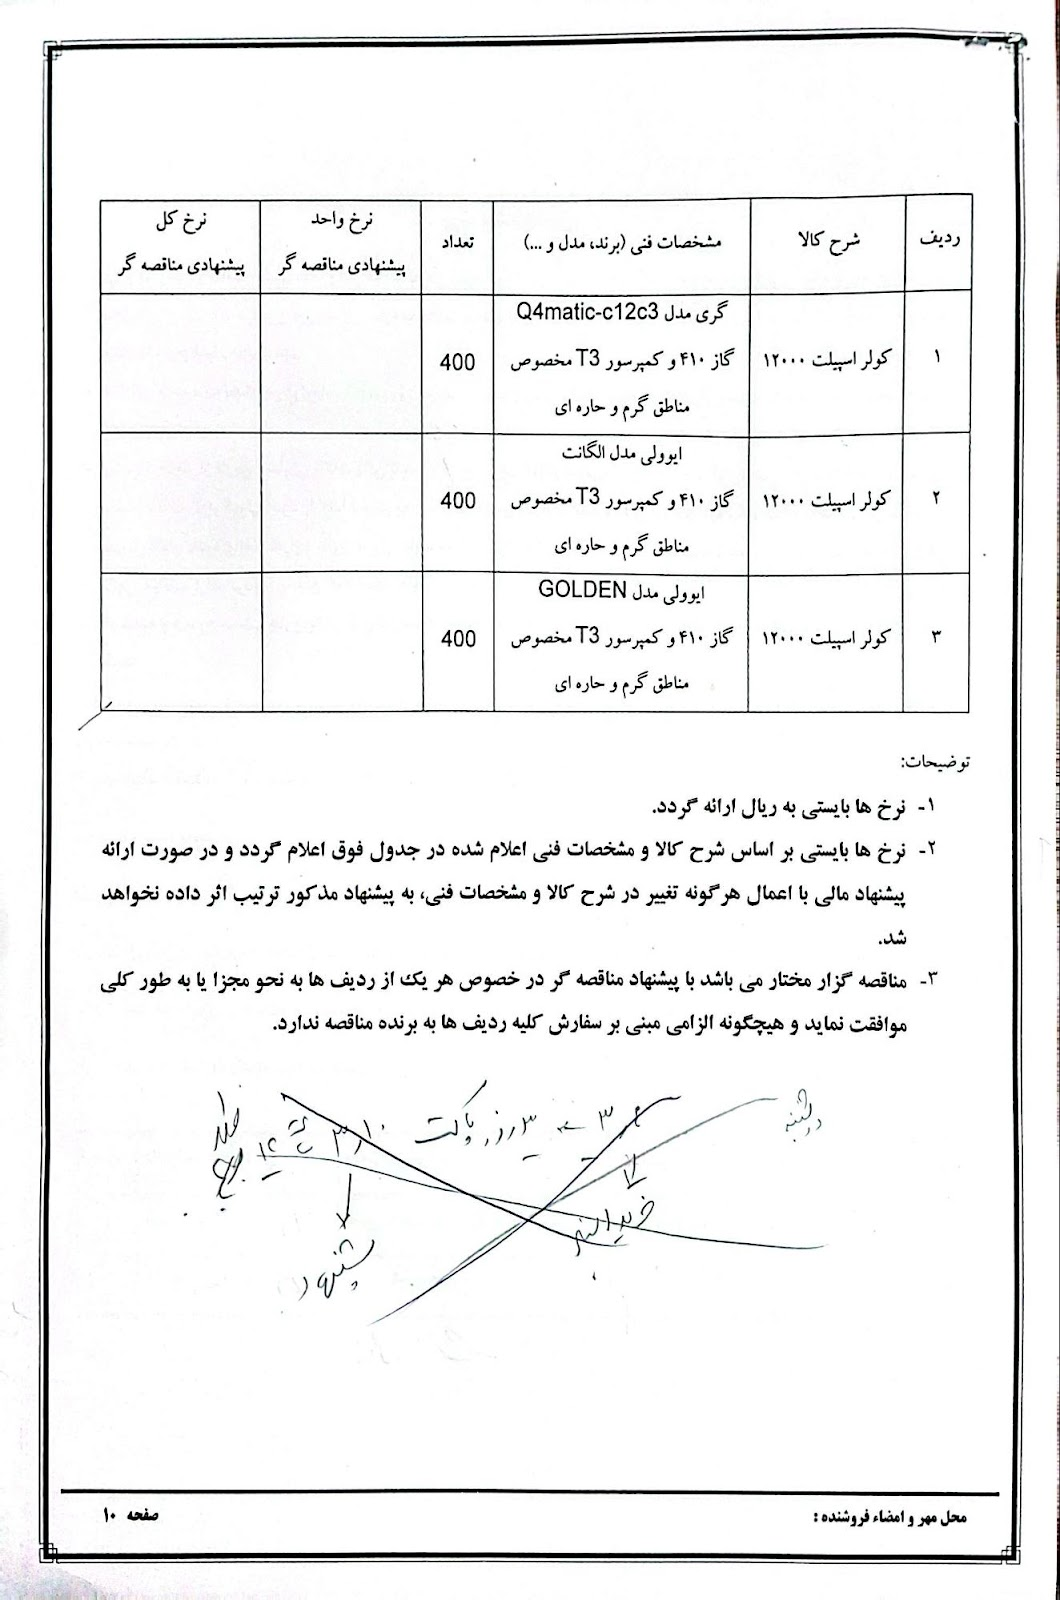 ردیف
شرح کالا
مشخصات فنی (برند، مدل و ...)
تعداد
نرخ واحد
پیشنهادی مناقصه گر
نرخ کل
پیشنهادی مناقصه گر
۱
کولر اسپیلت ۱۲۰۰۰
گری مدل Q4matic-c12c3
گاز ۴۱۰ و کمپرسور T3 مخصوص
مناطق گرم و حاره ای
400
۲
کولر اسپیلت ۱۲۰۰۰
ایوولی مدل الگانت
گاز ۴۱۰ و کمپرسور T3 مخصوص
مناطق گرم و حاره ای
400
۳
کولر اسپیلت ۱۲۰۰۰
ایوولی مدل GOLDEN
گاز ۴۱۰ و کمپرسور T3 مخصوص
مناطق گرم و حاره ای
400
توضیحات:
۱- نرخ ها بایستی به ریال ارائه گردد.
۲- نرخ ها بایستی بر اساس شرح کالا و مشخصات فنی اعلام شده در جدول فوق اعلام گردد و در صورت ارائه
پیشنهاد مالی با اعمال هرگونه تغییر در شرح کالا و مشخصات فنی، به پیشنهاد مذکور ترتیب اثر داده نخواهد
شد.
۳- مناقصه گزار مختار می باشد با پیشنهاد مناقصه گر در خصوص هر یک از ردیف ها به نحو مجزا یا به طور کلی
موافقت نماید و هیچگونه الزامی مبنی بر سفارش کلیه ردیف ها به برنده مناقصه ندارد.
۳ روز پاکت
پیشنهاد
محل مهر و امضاء فروشنده :
صفحه ۱۰